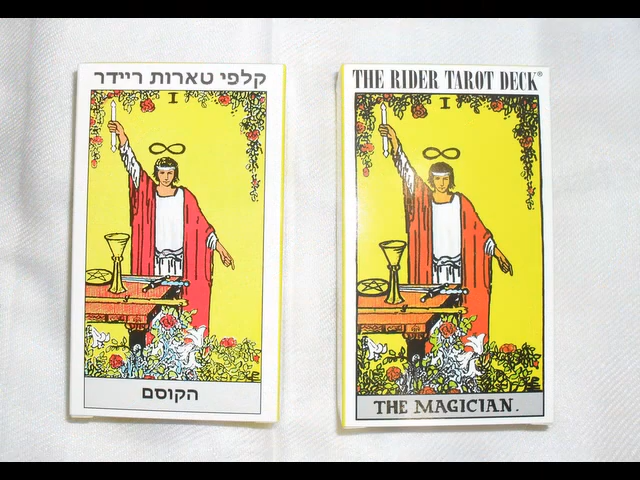 קלפי טארות ריידר
I
הקוסם
THE RIDER TAROT DECK®
I
THE MAGICIAN.